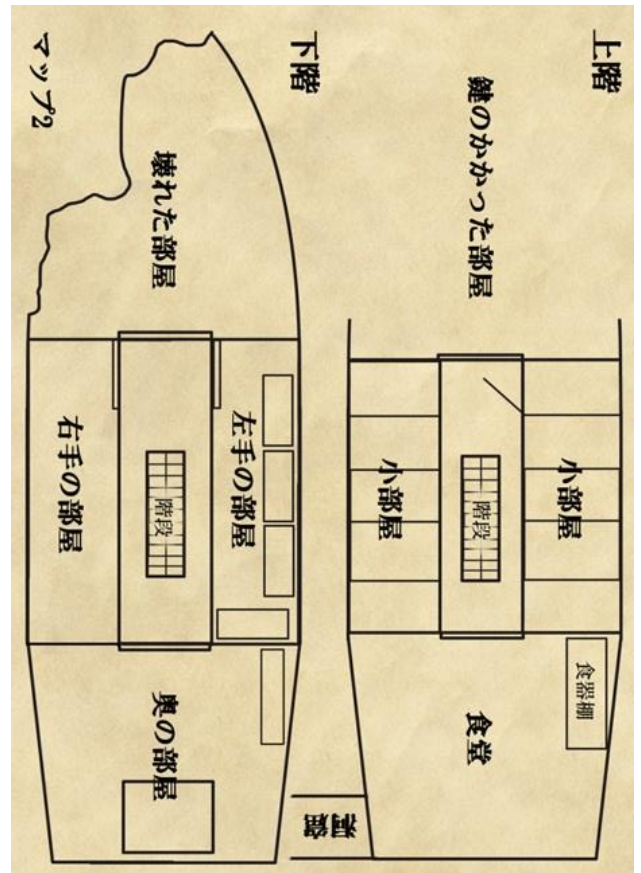 上階
鍵のかかった部屋
小部屋
階段
小部屋
食器棚
食堂
洞窟
下階
壊れた部屋
左手の部屋
階段
右手の部屋
奥の部屋
マップ2